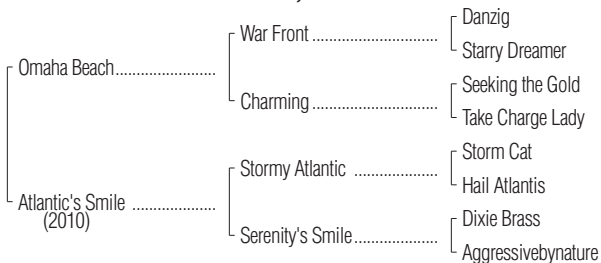 Danzig
War Front ..............................
Starry Dreamer
Omaha Beach........................
Seeking the Gold
Charming ..............................
Take Charge Lady
Storm Cat
Stormy Atlantic ....................
Hail Atlantis
Atlantic's Smile ....................
(2010)
Dixie Brass
Serenity's Smile....................
Aggressivebynature